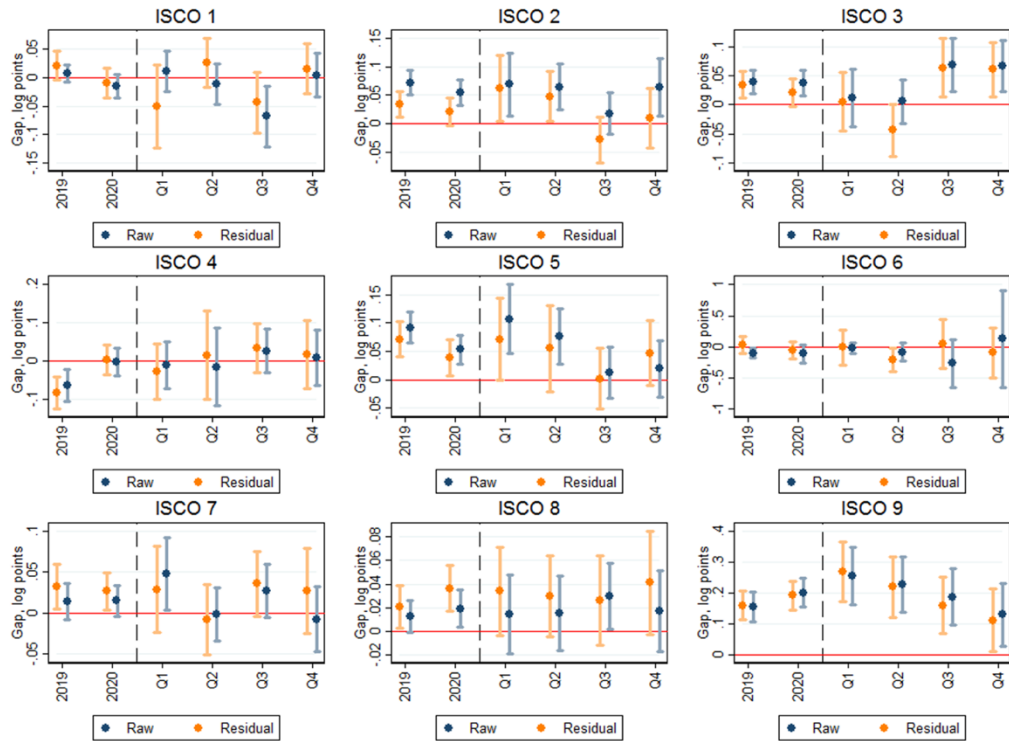 ISCO 1
Gap, log points
.05
0
-.05
-.1
-.15
2019
2020
Q1
Q2
Q3
Q4
Raw
Residual
ISCO 2
Gap, log points
.15
.1
.05
0
-.05
2019
2020
Q1
Q2
Q3
Q4
Raw
Residual
ISCO 3
Gap, log points
.1
.05
0
-.05
-.1
2019
2020
Q1
Q2
Q3
Q4
Raw
Residual
ISCO 4
Gap, log points
.2
.1
0
-.1
2019
2020
Q1
Q2
Q3
Q4
Raw
Residual
ISCO 5
Gap, log points
.15
.1
.05
0
-.05
2019
2020
Q1
Q2
Q3
Q4
Raw
Residual
ISCO 6
Gap, log points
1
.5
0
-.5
-1
2019
2020
Q1
Q2
Q3
Q4
Raw
Residual
ISCO 7
Gap, log points
.1
.05
0
-.05
2019
2020
Q1
Q2
Q3
Q4
Raw
Residual
ISCO 8
Gap, log points
.08
.06
.04
.02
0
-.02
2019
2020
Q1
Q2
Q3
Q4
Raw
Residual
ISCO 9
Gap, log points
.4
.3
.2
.1
0
2019
2020
Q1
Q2
Q3
Q4
Raw
Residual